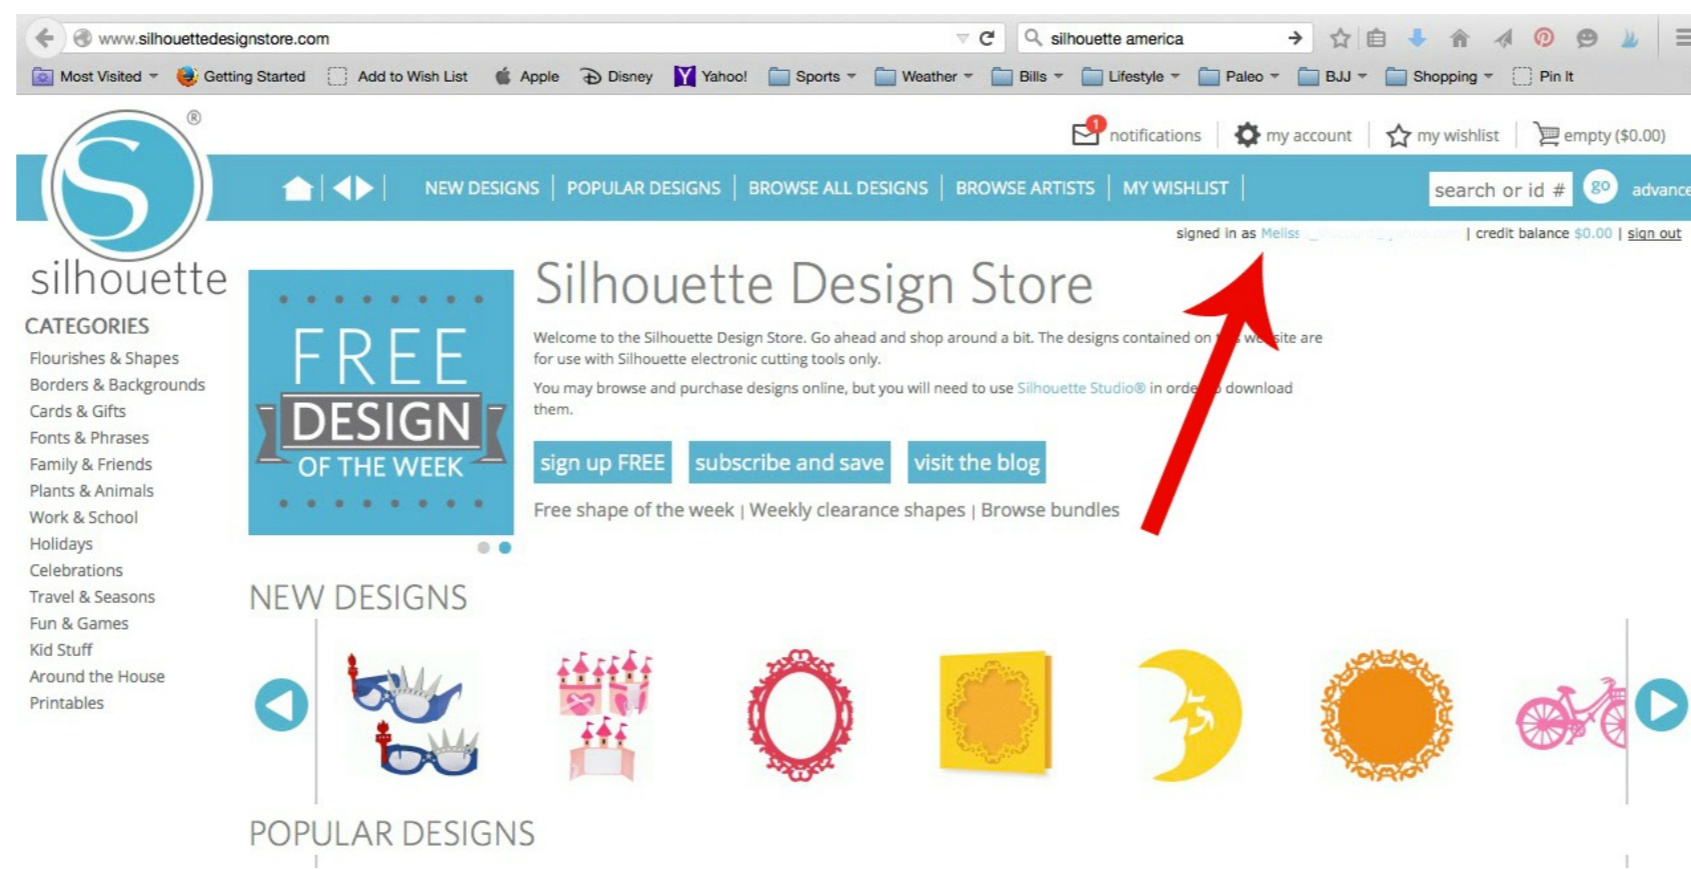 www.silhouettedesignstore.com
silhouette america
Most Visited Getting Started Add to Wish List Apple Disney Yahoo! Sports Weather Bills Lifestyle Paleo BJJ Shopping Pin It
1 notifications my account my wishlist empty ($0.00)
S ®
NEW DESIGNS | POPULAR DESIGNS | BROWSE ALL DESIGNS | BROWSE ARTISTS | MY WISHLIST |
search or id # go advance
signed in as Meliss | credit balance $0.00 | sign out
silhouette
CATEGORIES
Flourishes & Shapes
Borders & Backgrounds
Cards & Gifts
Fonts & Phrases
Family & Friends
Plants & Animals
Work & School
Holidays
Celebrations
Travel & Seasons
Fun & Games
Kid Stuff
Around the House
Printables
FREE
DESIGN
OF THE WEEK
Silhouette Design Store
Welcome to the Silhouette Design Store. Go ahead and shop around a bit. The designs contained on website are
for use with Silhouette electronic cutting tools only.
You may browse and purchase designs online, but you will need to use Silhouette Studio® in order download
them.
sign up FREE
subscribe and save
visit the blog
Free shape of the week | Weekly clearance shapes | Browse bundles
NEW DESIGNS
POPULAR DESIGNS